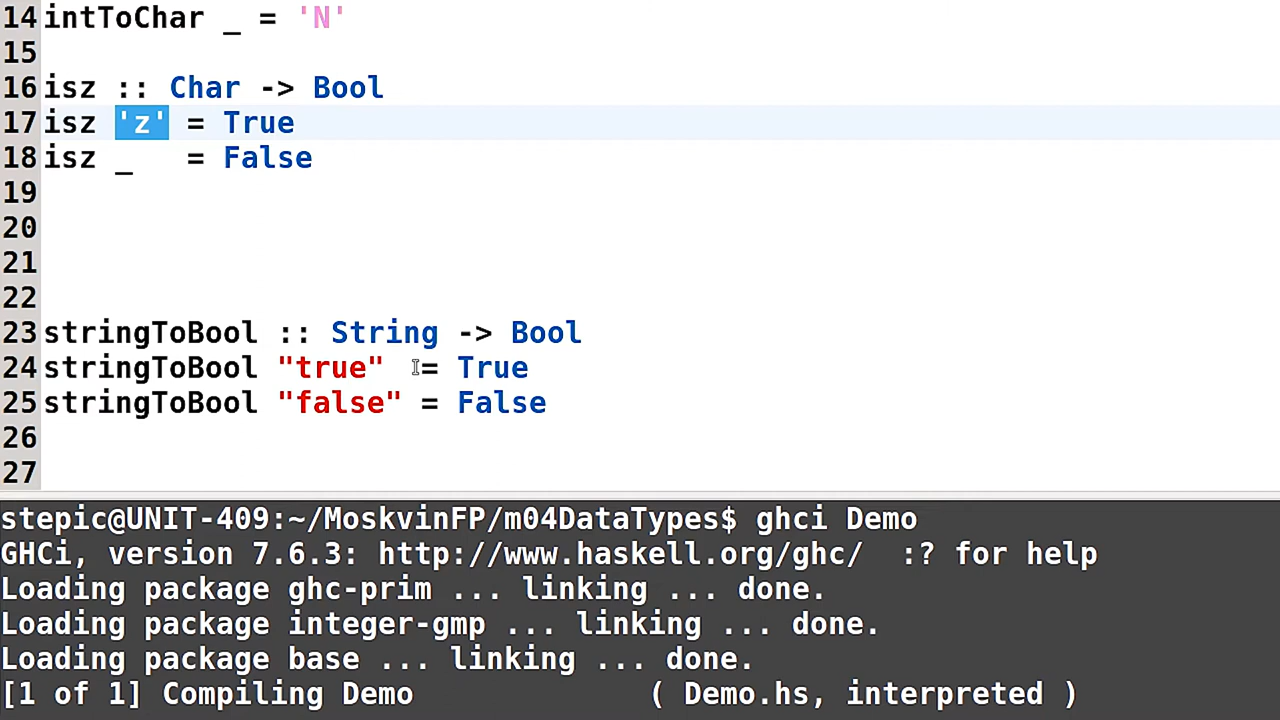 14 intToChar _ = 'N'
15
16 isz :: Char -> Bool
17 isz 'z' = True
18 isz _   = False
19
20
21
22
23 stringToBool :: String -> Bool
24 stringToBool "true"  = True
25 stringToBool "false" = False
26
27
stepic@UNIT-409:~/MoskvinFP/m04DataTypes$ ghci Demo
GHCi, version 7.6.3: http://www.haskell.org/ghc/  :? for help
Loading package ghc-prim ... linking ... done.
Loading package integer-gmp ... linking ... done.
Loading package base ... linking ... done.
[1 of 1] Compiling Demo             ( Demo.hs, interpreted )